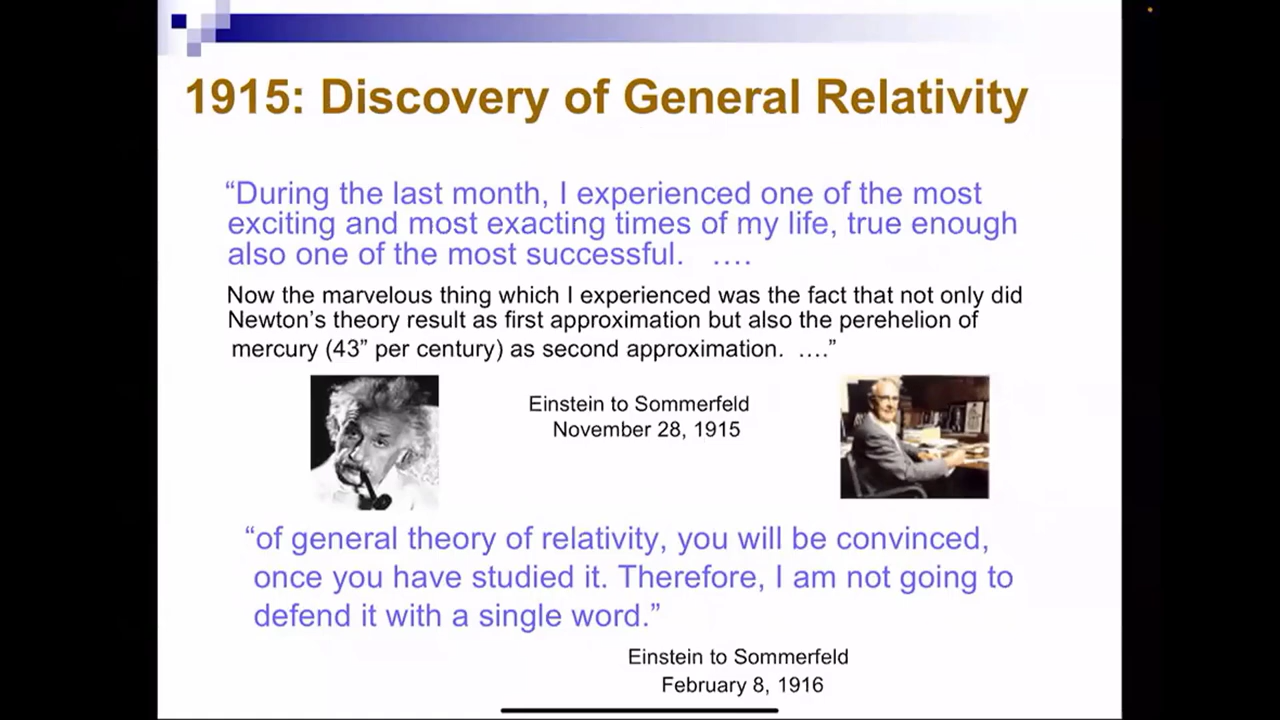 1915: Discovery of General Relativity
“During the last month, I experienced one of the most
exciting and most exacting times of my life, true enough
also one of the most successful. ….
Now the marvelous thing which I experienced was the fact that not only did
Newton’s theory result as first approximation but also the perehelion of
mercury (43” per century) as second approximation. ….”
Einstein to Sommerfeld
November 28, 1915
“of general theory of relativity, you will be convinced,
once you have studied it. Therefore, I am not going to
defend it with a single word.”
Einstein to Sommerfeld
February 8, 1916